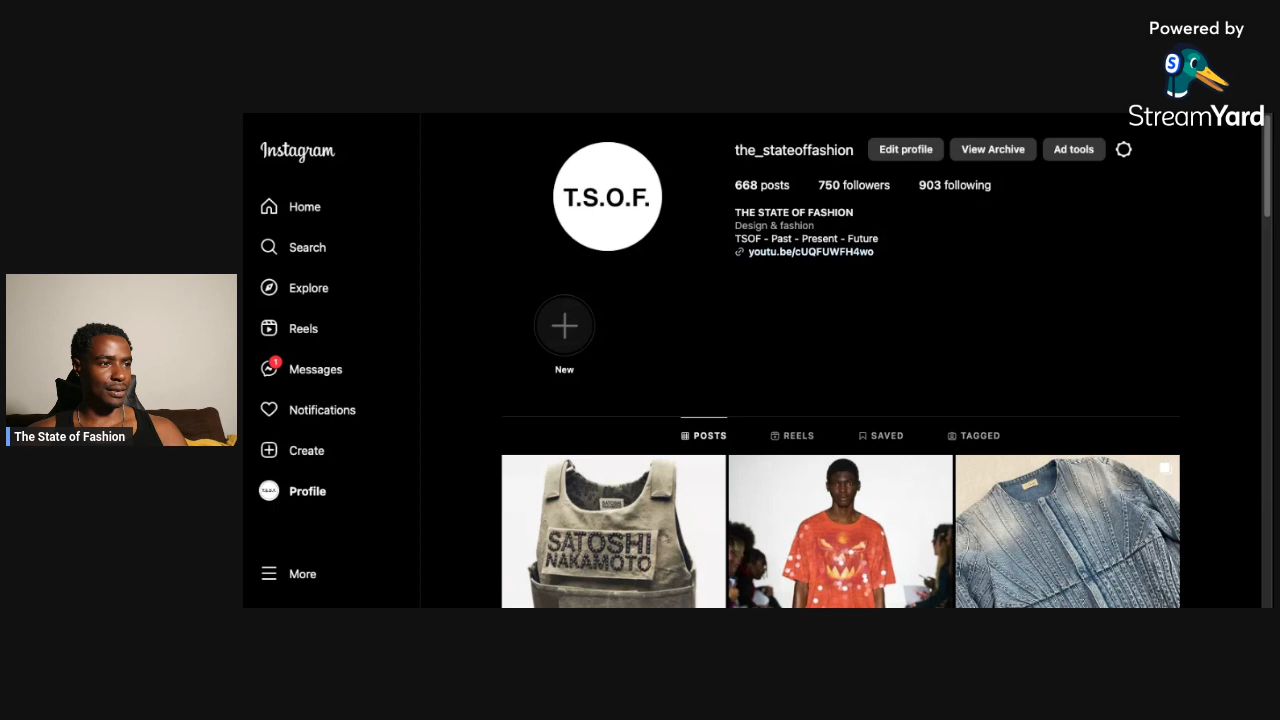 Powered by
StreamYard
Instagram
the_stateoffashion
Edit profile
View Archive
Ad tools
668 posts
750 followers
903 following
T.S.O.F.
THE STATE OF FASHION
Design & fashion
TSOF - Past - Present - Future
youtu.be/cUQFUWFH4wo
Home
Search
Explore
Reels
1
Messages
Notifications
Create
Profile
More
New
POSTS
REELS
SAVED
TAGGED
SATOSHI
NAKAMOTO
The State of Fashion